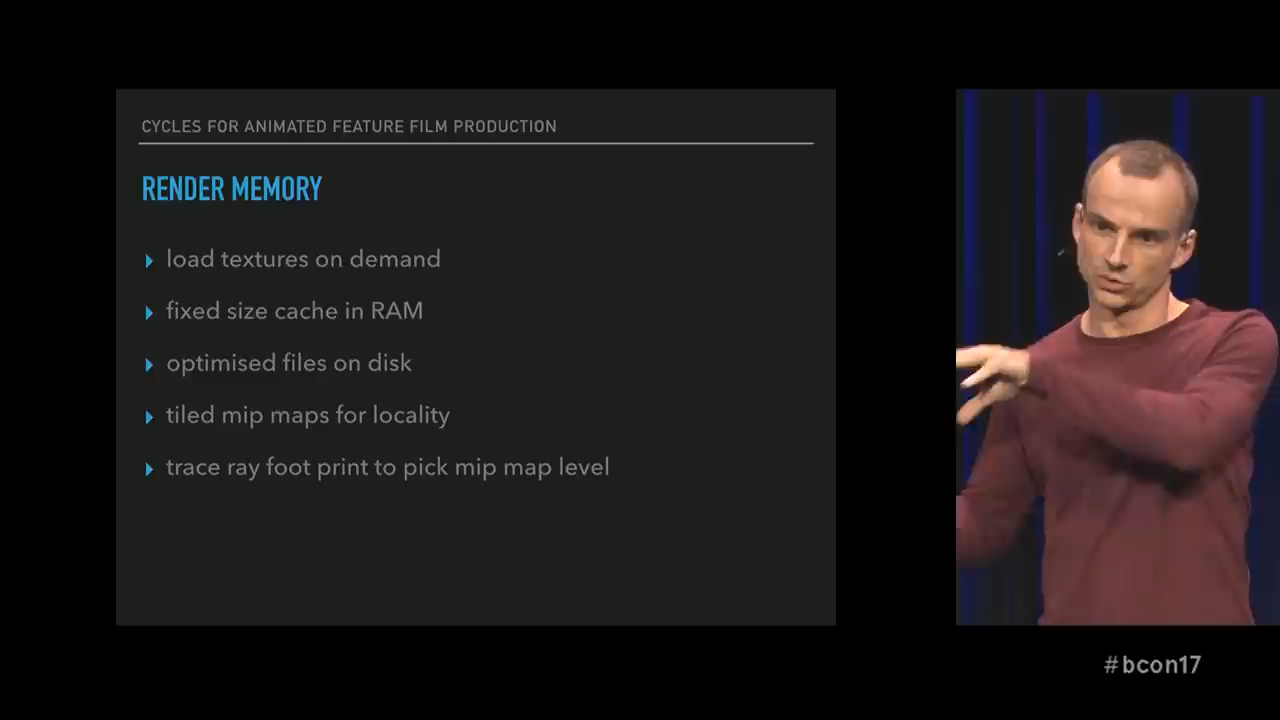 CYCLES FOR ANIMATED FEATURE FILM PRODUCTION
RENDER MEMORY
load textures on demand
fixed size cache in RAM
optimised files on disk
tiled mip maps for locality
trace ray foot print to pick mip map level
#bcon17